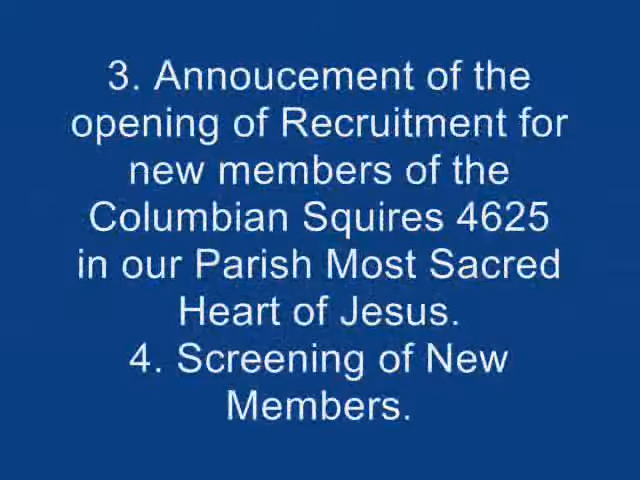 3. Annoucement of the
opening of Recruitment for
new members of the
Columbian Squires 4625
in our Parish Most Sacred
Heart of Jesus.
4. Screening of New
Members.